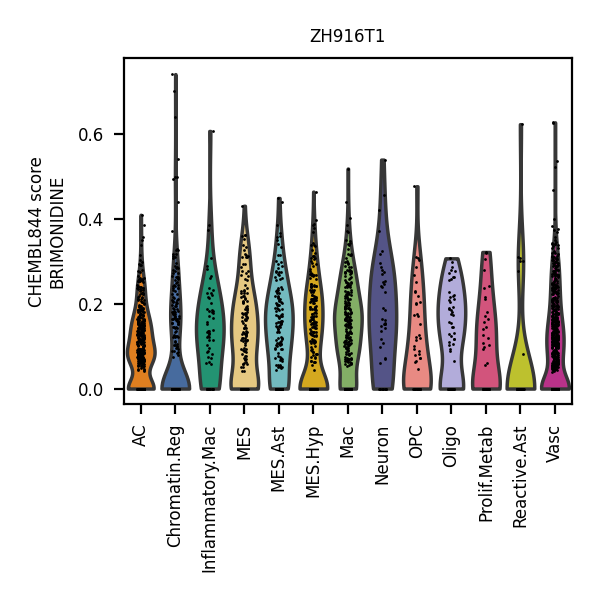 ZH916T1
CHEMBL844 score
BRIMONIDINE
0.6
0.4
0.2
0.0
AC
Chromatin.Reg
Inflammatory.Mac
MES
MES.Ast
MES.Hyp
Mac
Neuron
OPC
Oligo
Prolif.Metab
Reactive.Ast
Vasc